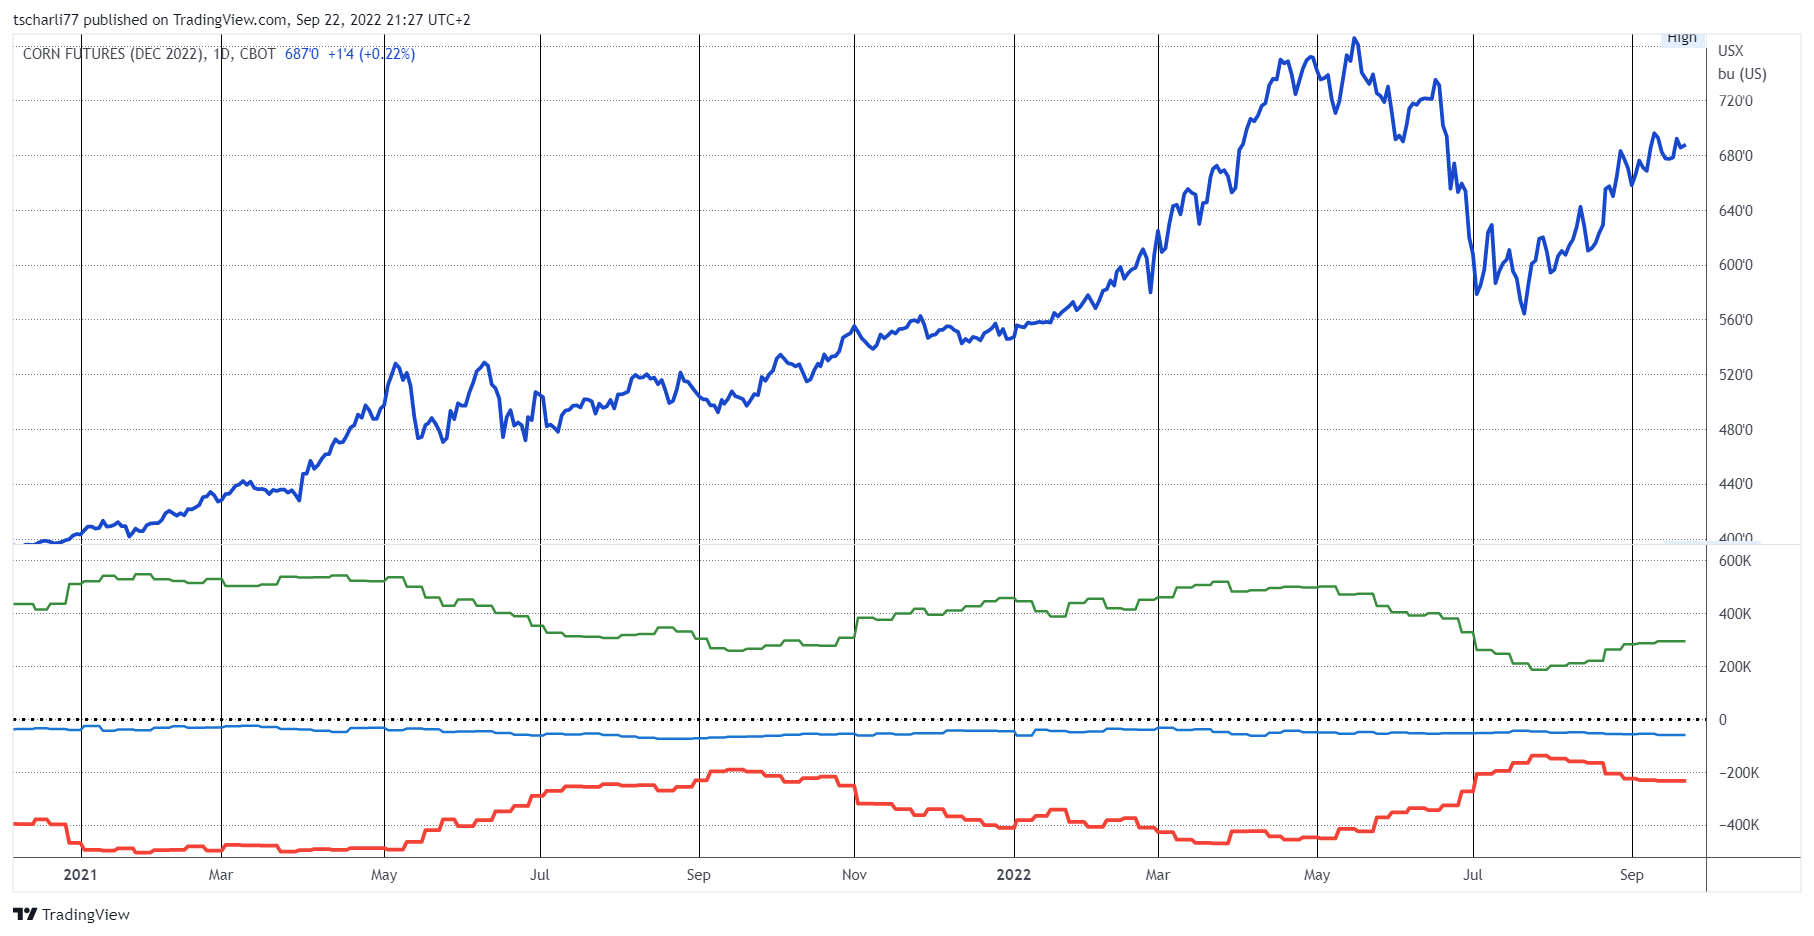 tscharli77 published on TradingView.com, Sep 22, 2022 21:27 UTC+2
CORN FUTURES (DEC 2022), 1D, CBOT 687'0 +1'4 (+0.22%)
High
USX
bu (US)
720'0
680'0
640'0
600'0
560'0
520'0
480'0
440'0
400'0
600K
400K
200K
0
−200K
−400K
2021 Mar May Jul Sep Nov 2022 Mar May Jul Sep
TradingView